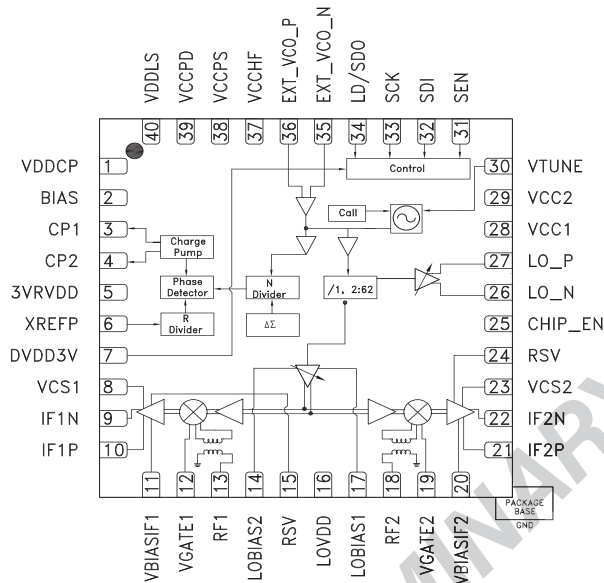 VDDLS
VCCPD
VCCPS
VCCHF
EXT_VCO_P
EXT_VCO_N
LD/SDO
SCK
SDI
SEN
40
39
38
37
36
35
34
33
32
31
VDDCP
1
BIAS
2
CP1
3
CP2
4
3VRVDD
5
XREFP
6
DVDD3V
7
VCS1
8
IF1N
9
IF1P
10
30
VTUNE
29
VCC2
28
VCC1
27
LO_P
26
LO_N
25
CHIP_EN
24
RSV
23
VCS2
22
IF2N
21
IF2P
Control
Call
Charge
Pump
Phase
Detector
R
Divider
N
Divider
ΔΣ
/1, 2:62
11
12
13
14
15
16
17
18
19
20
VBIASIF1
VGATE1
RF1
LOBIAS2
RSV
LOVDD
LOBIAS1
RF2
VGATE2
VBIASIF2
PACKAGE
BASE
GND
MINARY